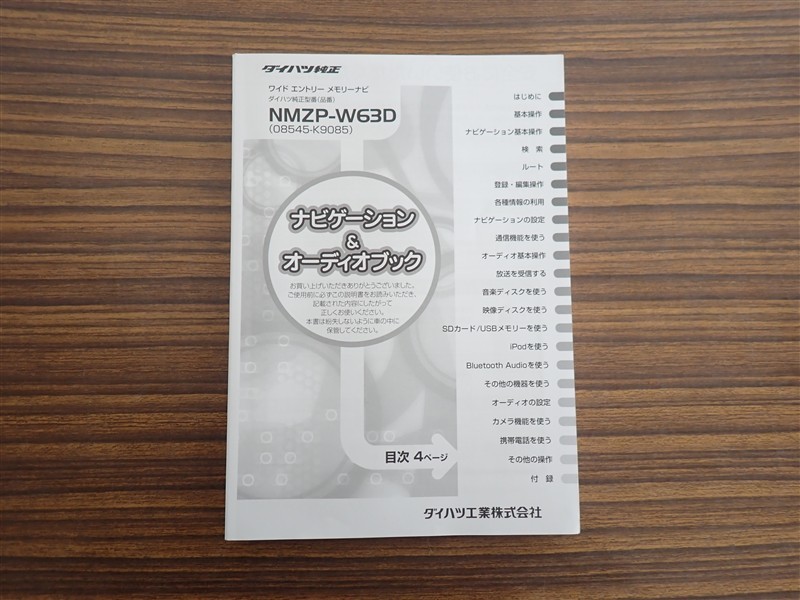 ダイハツ純正
ワイド エントリー メモリーナビ
ダイハツ純正型番(品番)
NMZP-W63D
(08545-K9085)
ナビゲーション
&
オーディオブック
お買い上げいただきありがとうございました。
ご使用前に必ずこの説明書をお読みいただき、
記載された内容にしたがって
正しくお使いください。
本書は紛失しないように車の中に
保管してください。
目次 4ページ
はじめに
基本操作
ナビゲーション基本操作
検 索
ルート
登録・編集操作
各種情報の利用
ナビゲーションの設定
通信機能を使う
オーディオ基本操作
放送を受信する
音楽ディスクを使う
映像ディスクを使う
SDカード/USBメモリーを使う
iPodを使う
Bluetooth Audioを使う
その他の機器を使う
オーディオの設定
カメラ機能を使う
携帯電話を使う
その他の操作
付 録
ダイハツ工業株式会社